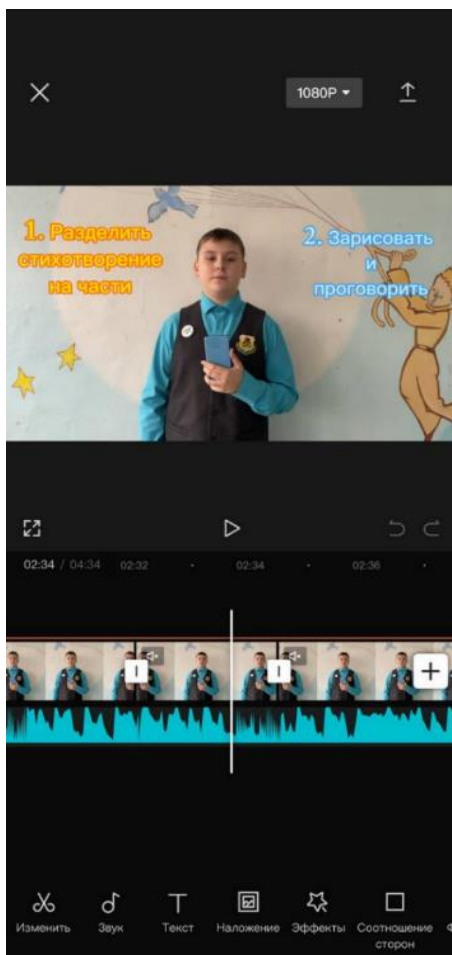 1080P
1. Разделить
стихотворение
на части
2. Зарисовать
и
проговорить
02:34 / 04:34 02:32 02:34 02:36
Изменить Звук Текст Наложение Эффекты Соотношение
сторон